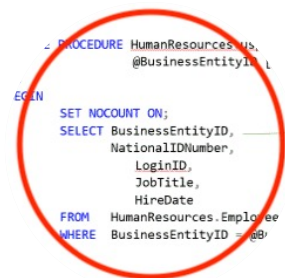 PROCEDURE HumanResources
@BusinessEntityID
SET NOCOUNT ON;
SELECT BusinessEntityID,
NationalIDNumber,
LoginID,
JobTitle,
HireDate
FROM HumanResources.Employee
WHERE BusinessEntityID =